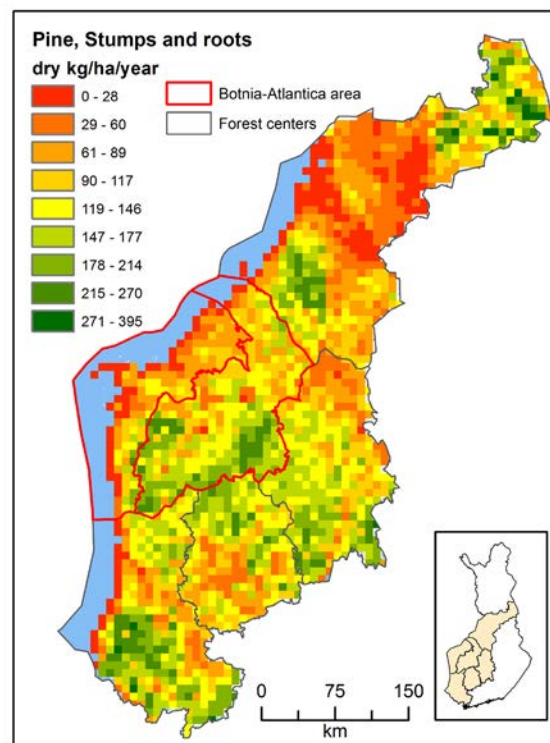 Pine, Stumps and roots
dry kg/ha/year
0 - 28
29 - 60
61 - 89
90 - 117
119 - 146
147 - 177
178 - 214
215 - 270
271 - 395
Botnia-Atlantica area
Forest centers
0 75 150
km